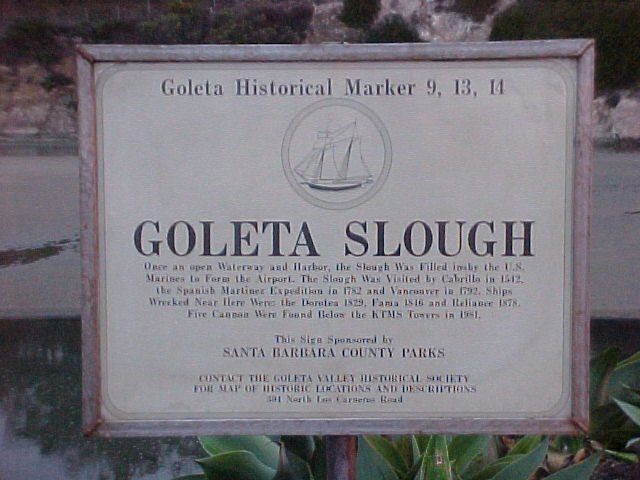 Goleta Historical Marker 9, 13, 14
GOLETA SLOUGH
Once an open Waterway and Harbor, the Slough Was Filled in by the U.S.
Marines to Form the Airport. The Slough Was Visited by Cabrillo in 1542,
the Spanish Martinez Expedition in 1782 and Vancouver in 1792. Ships
Wrecked Near Here Were: the Dorotea 1829, Fama 1846 and Reliance 1878.
Five Cannon Were Found Below the KTMS Towers in 1981.
This Sign Sponsored by
SANTA BARBARA COUNTY PARKS
CONTACT THE GOLETA VALLEY HISTORICAL SOCIETY
FOR MAP OF HISTORIC LOCATIONS AND DESCRIPTIONS
304 North Los Carneros Road